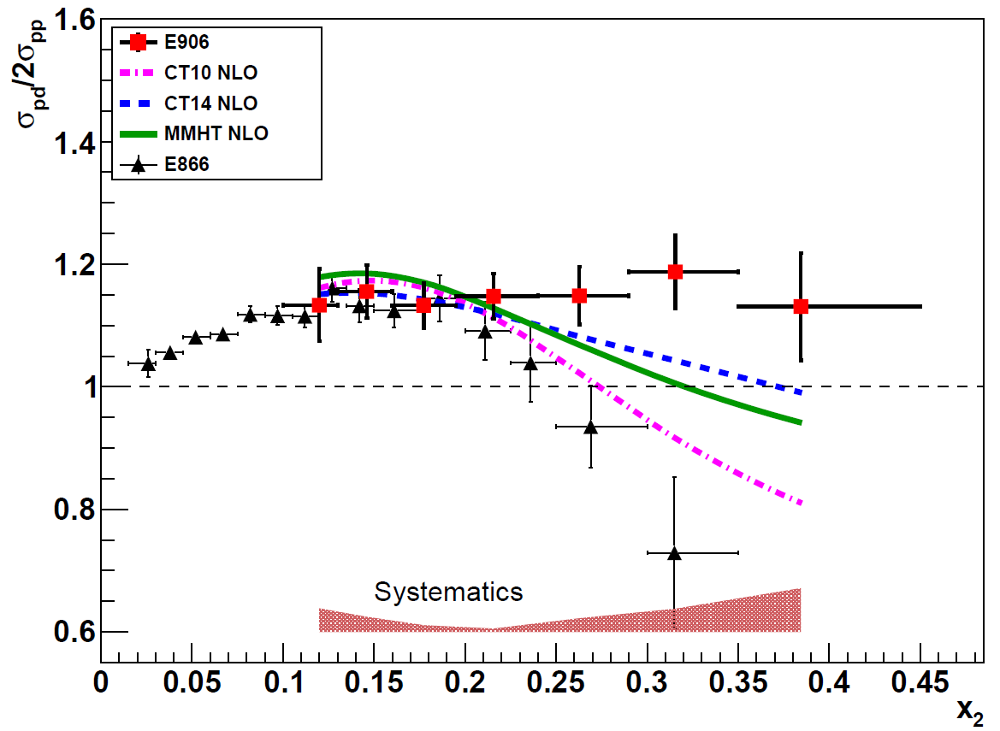 σpd/2σpp
1.6
1.4
1.2
1
0.8
0.6
E906
CT10 NLO
CT14 NLO
MMHT NLO
E866
Systematics
0 0.05 0.1 0.15 0.2 0.25 0.3 0.35 0.4 0.45
x2